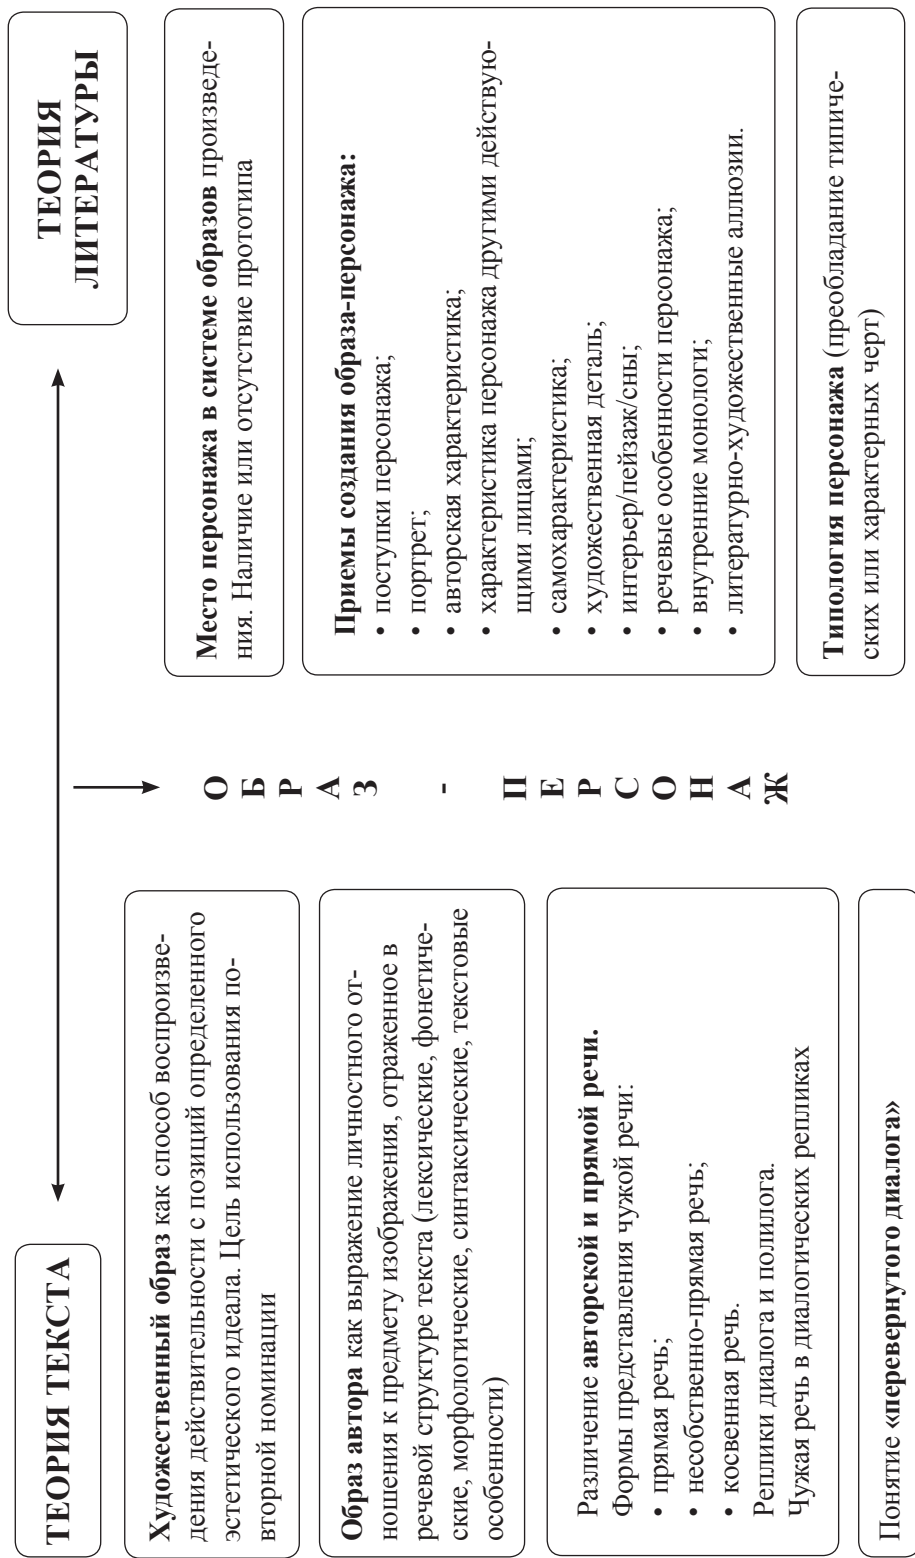 ТЕОРИЯ ТЕКСТА
Художественный образ как способ воспроизве-
дения действительности с позиций определенного
эстетического идеала. Цель использования по-
вторной номинации
Образ автора как выражение личностного от-
ношения к предмету изображения, отраженное в
речевой структуре текста (лексические, фонетиче-
ские, морфологические, синтаксические, текстовые
особенности)
Различение авторской и прямой речи.
Формы представления чужой речи:
• прямая речь;
• несобственно-прямая речь;
• косвенная речь.
Реплики диалога и полилога.
Чужая речь в диалогических репликах
Понятие «перевернутого диалога»
О
Б
Р
А
З
-
П
Е
Р
С
О
Н
А
Ж
ТЕОРИЯ
ЛИТЕРАТУРЫ
Место персонажа в системе образов произведе-
ния. Наличие или отсутствие прототипа
Приемы создания образа-персонажа:
• поступки персонажа;
• портрет;
• авторская характеристика;
• характеристика персонажа другими действую-
щими лицами;
• самохарактеристика;
• художественная деталь;
• интерьер/пейзаж/сны;
• речевые особенности персонажа;
• внутренние монологи;
• литературно-художественные аллюзии.
Типология персонажа (преобладание типиче-
ских или характерных черт)